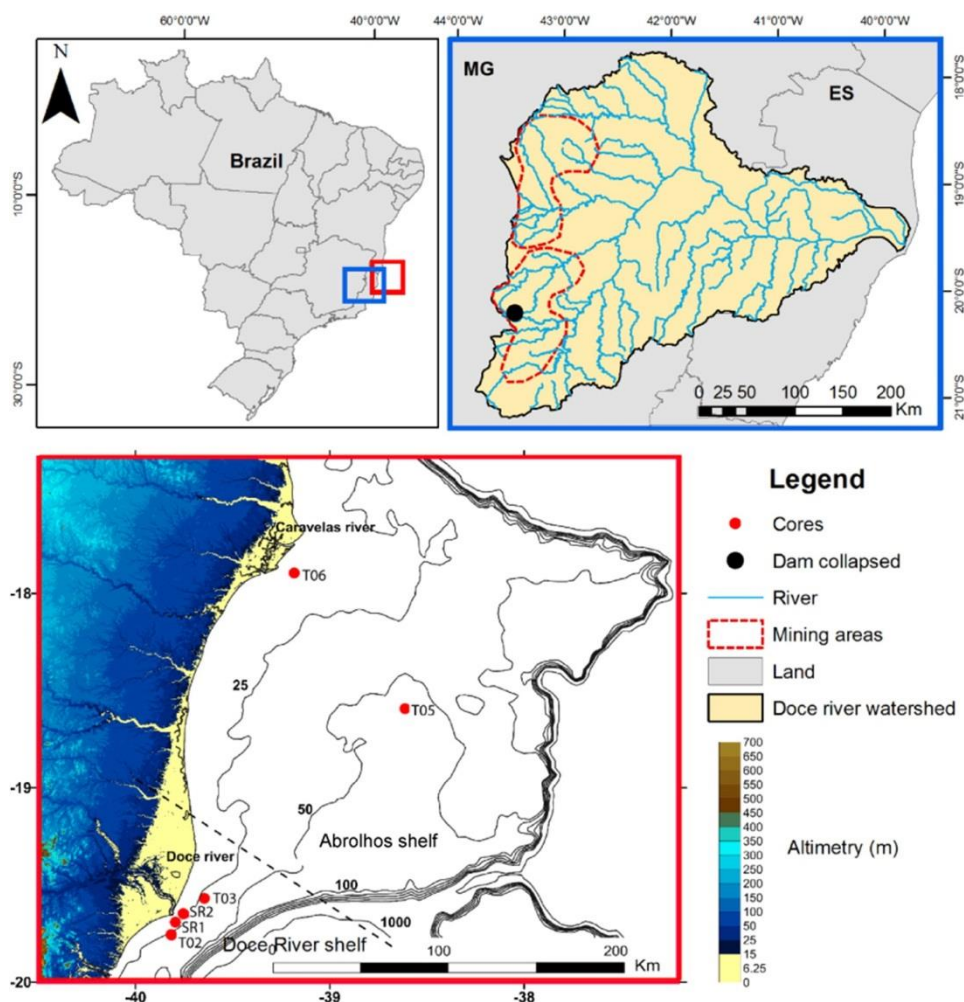 60°0'0"W
40°0'0"W
N
Brazil
10°0'0"S
30°0'0"S
44°0'0"W
43°0'0"W
42°0'0"W
41°0'0"W
40°0'0"W
MG
ES
18°0'0"S
19°0'0"S
20°0'0"S
21°0'0"S
0 25 50 100 150 200
Km
Caravelas river
T06
-18
25
T05
-19
50
Abrolhos shelf
Doce river
T03
SR2
SR1
T02
100
1000
Doce River shelf
0 100 200
Km
-20
-40
-39
-38
Legend
Cores
Dam collapsed
River
Mining areas
Land
Doce river watershed
700
650
600
550
500
450
400
350
300
250
200
150
100
50
25
15
6.25
0
Altimetry (m)